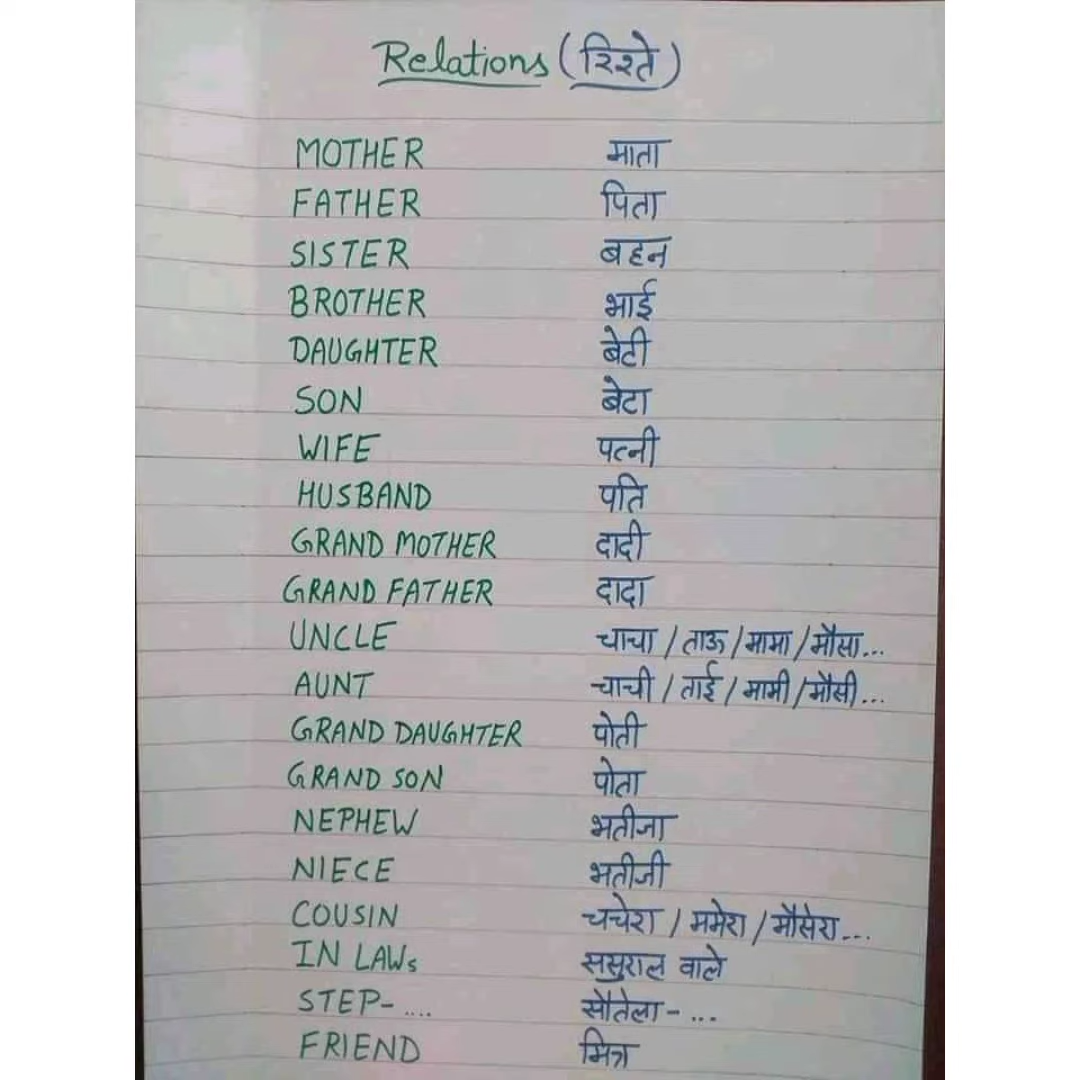 Relations (रिश्ते)
MOTHER माता
FATHER पिता
SISTER बहन
BROTHER भाई
DAUGHTER बेटी
SON बेटा
WIFE पत्नी
HUSBAND पति
GRAND MOTHER दादी
GRAND FATHER दादा
UNCLE चाचा / ताऊ / मामा / मौसा...
AUNT चाची / ताई / मामी / मौसी...
GRAND DAUGHTER पोती
GRAND SON पोता
NEPHEW भतीजा
NIECE भतीजी
COUSIN चचेरा / ममेरा / मौसेरा...
IN LAWs ससुराल वाले
STEP-.... सौतेला-...
FRIEND मित्र